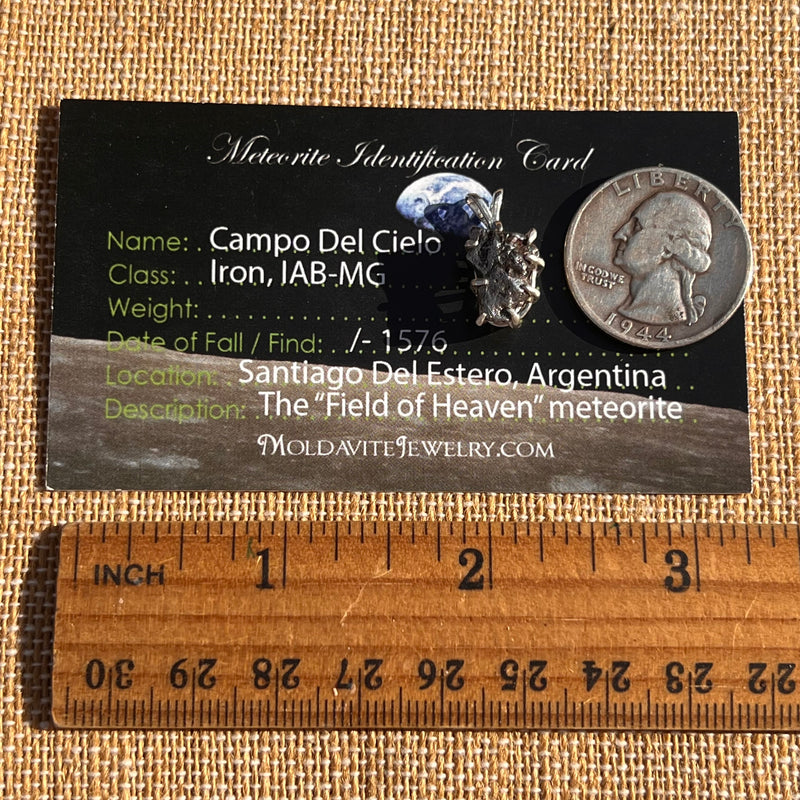 Meteorite Identification Card
Name: . Campo Del Cielo
Class: . . Iron, IAB-MG
Weight:
Date of Fall / Find: . /- 1576
Location: . Santiago Del Estero, Argentina
Description: . The "Field of Heaven" meteorite
MOLDAVITEJEWELRY.COM
LIBERTY
IN GOD WE
TRUST
1944
INCH 1 2 3
30 29 28 27 26 25 24 23 22